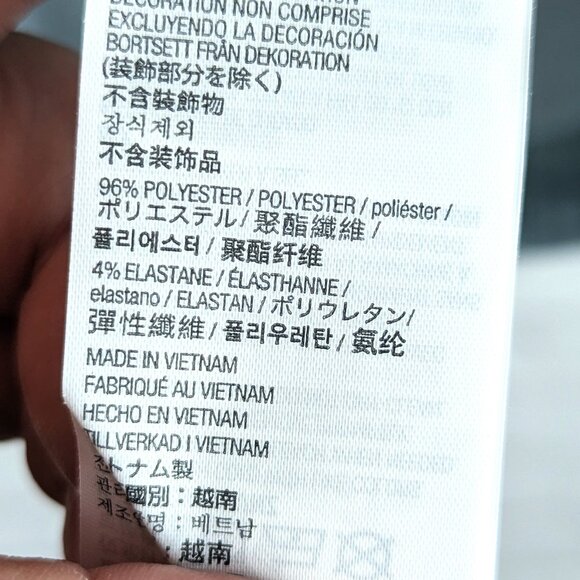 DECORATION NON COMPRISE
EXCLUYENDO LA DECORACIÓN
BORTSETT FRÅN DEKORATION
(装飾部分を除く)
不含裝飾物
장식제외
不含装饰品
96% POLYESTER / POLYESTER / poliéster /
ポリエステル / 聚酯纖維 /
폴리에스터 / 聚酯纤维
4% ELASTANE / ÉLASTHANNE /
elastano / ELASTAN / ポリウレタン /
彈性纖維 / 폴리우레탄 / 氨纶
MADE IN VIETNAM
FABRIQUÉ AU VIETNAM
HECHO EN VIETNAM
TILLVERKAD I VIETNAM
ナム製
國別：越南
베트남
：越南